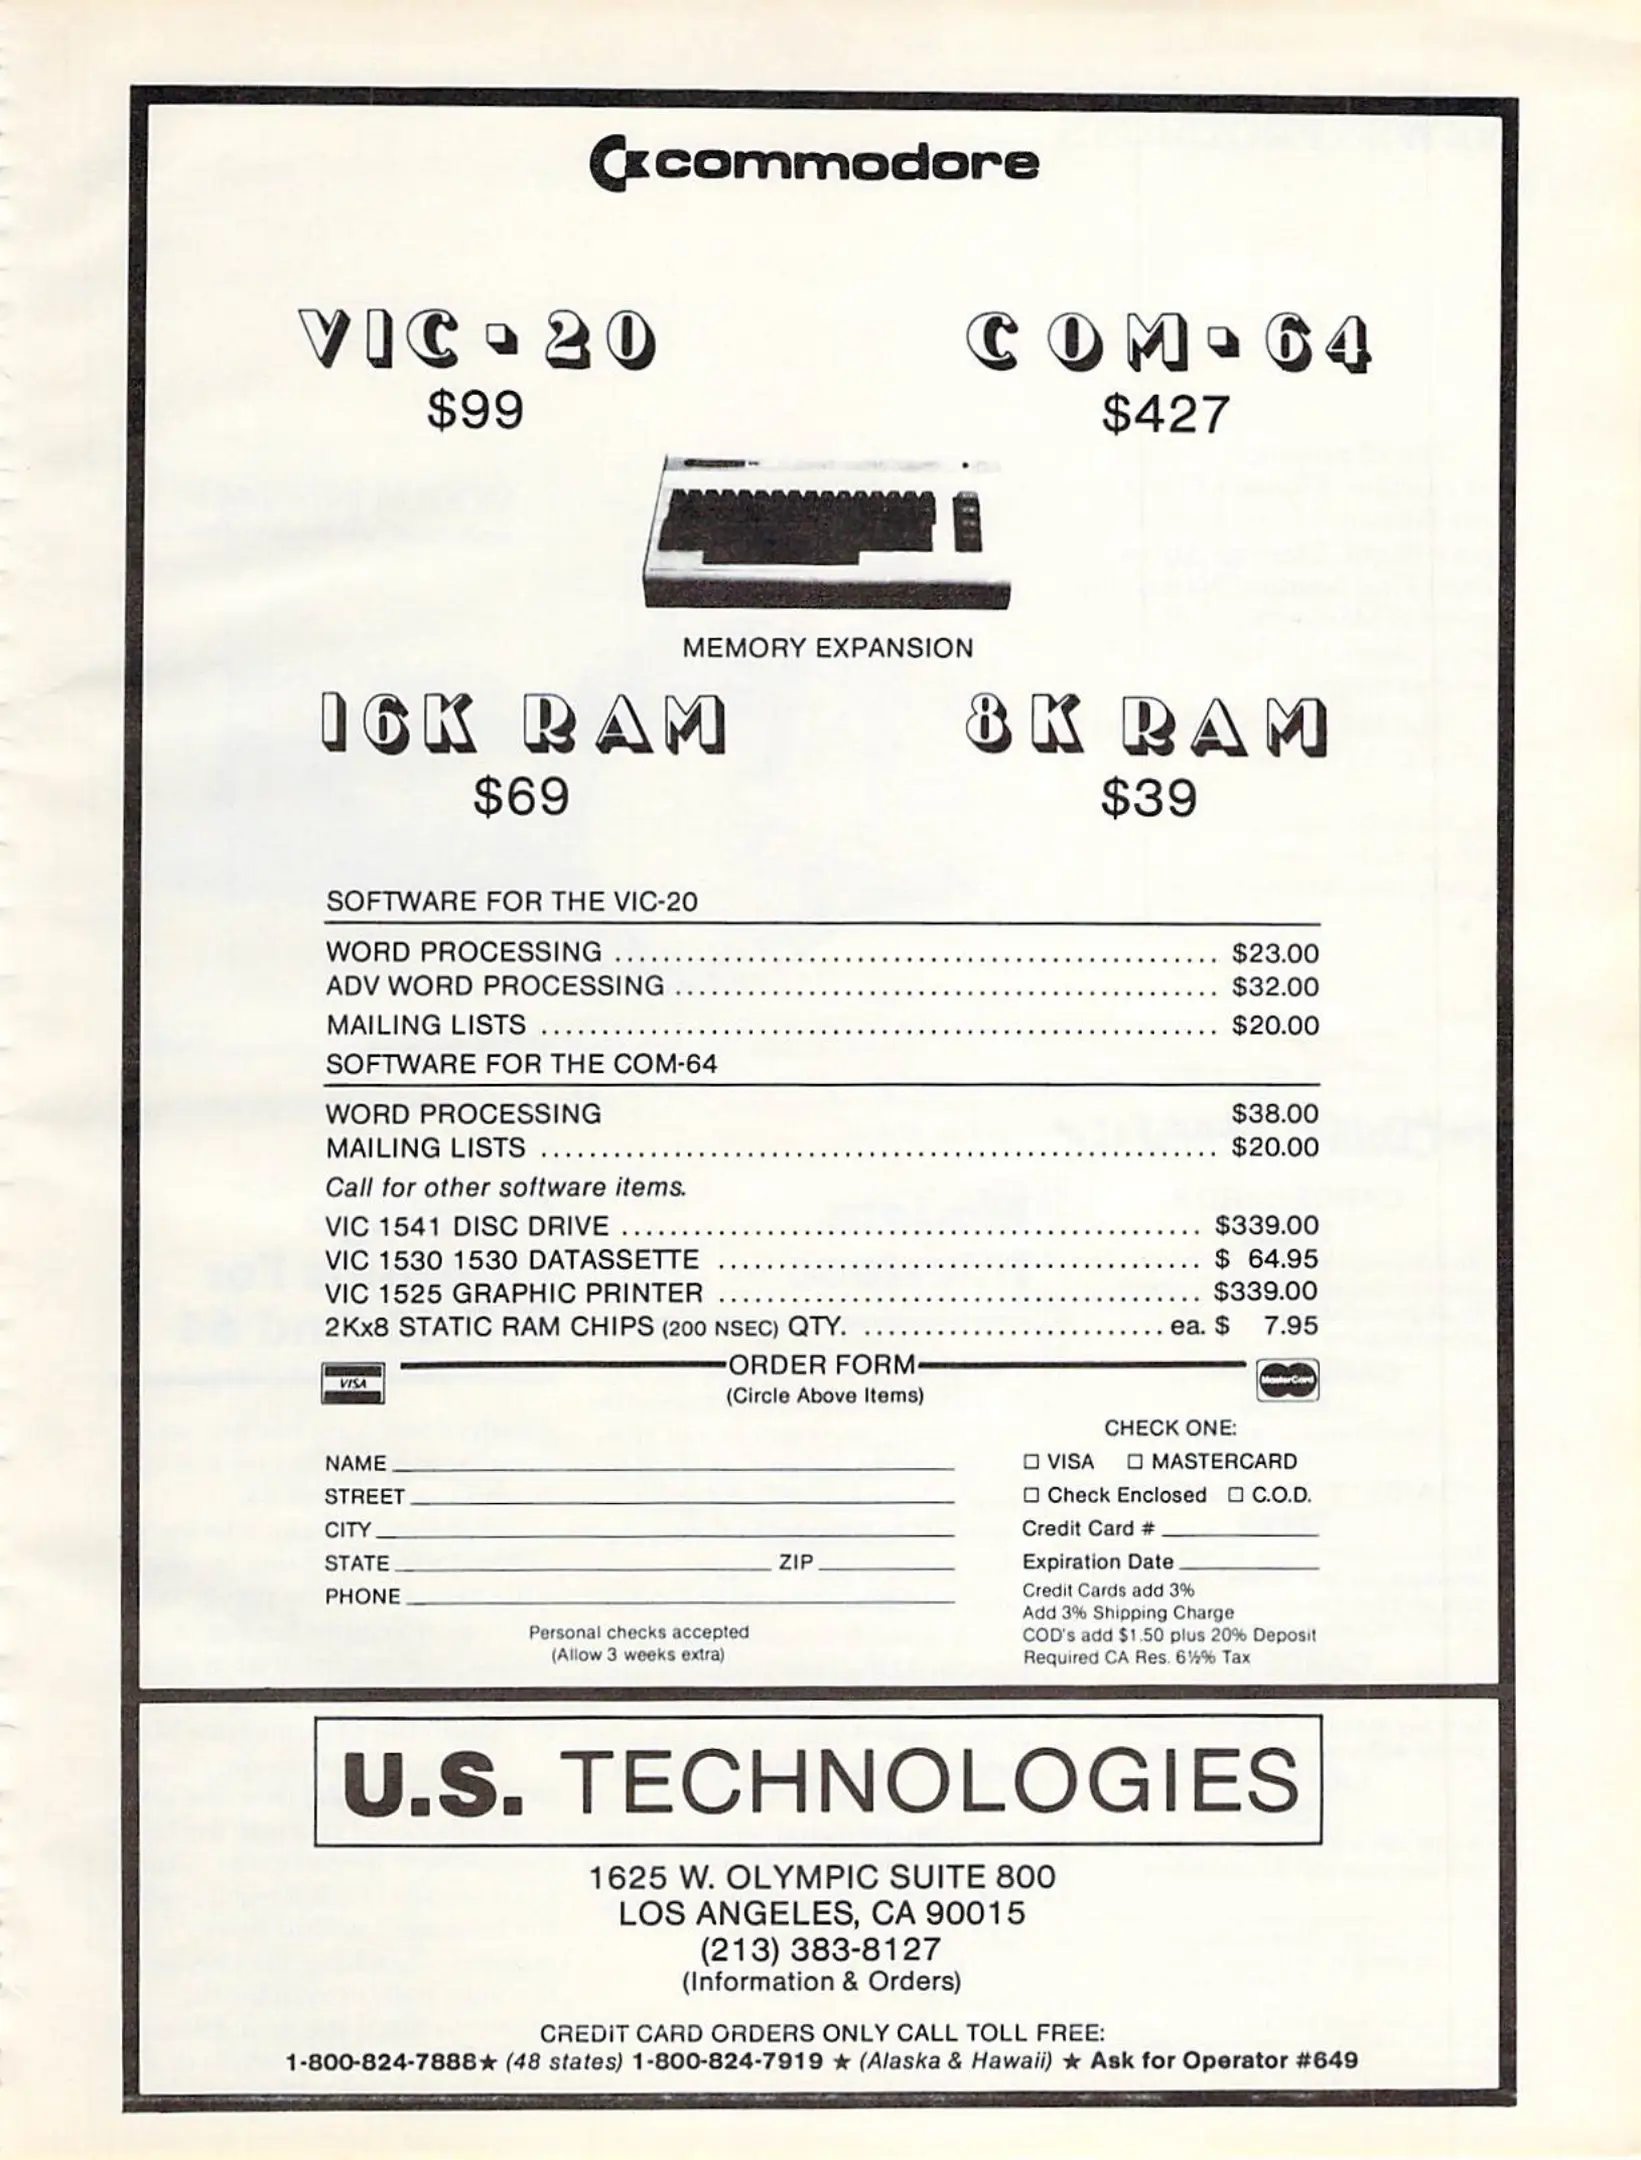 commodore
VIC-20 COM-64
$99 $427
MEMORY EXPANSION
16K RAM 8K RAM
$69 $39
SOFTWARE FOR THE VIC-20
WORD PROCESSING .................................................. $23.00
ADV WORD PROCESSING ............................................. $32.00
MAILING LISTS ........................................................ $20.00
SOFTWARE FOR THE COM-64
WORD PROCESSING $38.00
MAILING LISTS ........................................................ $20.00
Call for other software items.
VIC 1541 DISC DRIVE ................................................ $339.00
VIC 1530 1530 DATASSETTE ........................................ $ 64.95
VIC 1525 GRAPHIC PRINTER ........................................ $339.00
2Kx8 STATIC RAM CHIPS (200 NSEC) QTY. ......................... ea. $ 7.95
VISA ORDER FORM MasterCard
(Circle Above Items)
CHECK ONE:
NAME ☐ VISA ☐ MASTERCARD
STREET ☐ Check Enclosed ☐ C.O.D.
CITY Credit Card #
STATE ZIP Expiration Date
PHONE Credit Cards add 3%
Add 3% Shipping Charge
Personal checks accepted COD's add $1.50 plus 20% Deposit
(Allow 3 weeks extra) Required CA Res. 6½% Tax
U.S. TECHNOLOGIES
1625 W. OLYMPIC SUITE 800
LOS ANGELES, CA 90015
(213) 383-8127
(Information & Orders)
CREDIT CARD ORDERS ONLY CALL TOLL FREE:
1-800-824-7888★ (48 states) 1-800-824-7919 ★ (Alaska & Hawaii) ★ Ask for Operator #649